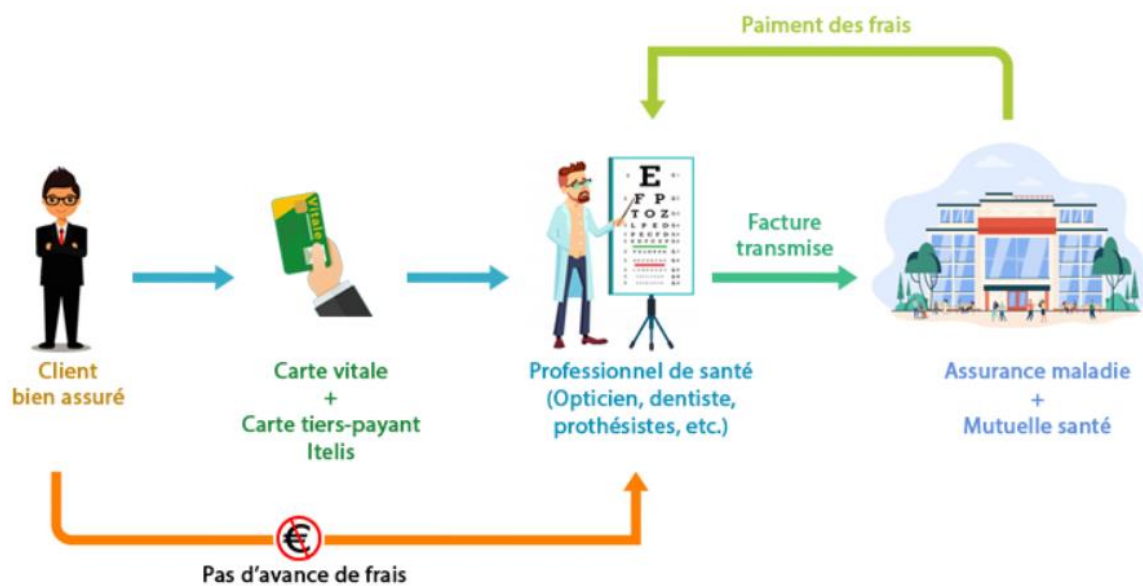 Paiment des frais
Vitale
E
F P
T O Z
L P E D
P E C F D
Facture
transmise
Client
bien assuré
Carte vitale
+
Carte tiers-payant
Itelis
Professionnel de santé
(Opticien, dentiste,
prothésistes, etc.)
Assurance maladie
+
Mutuelle santé
€
Pas d'avance de frais